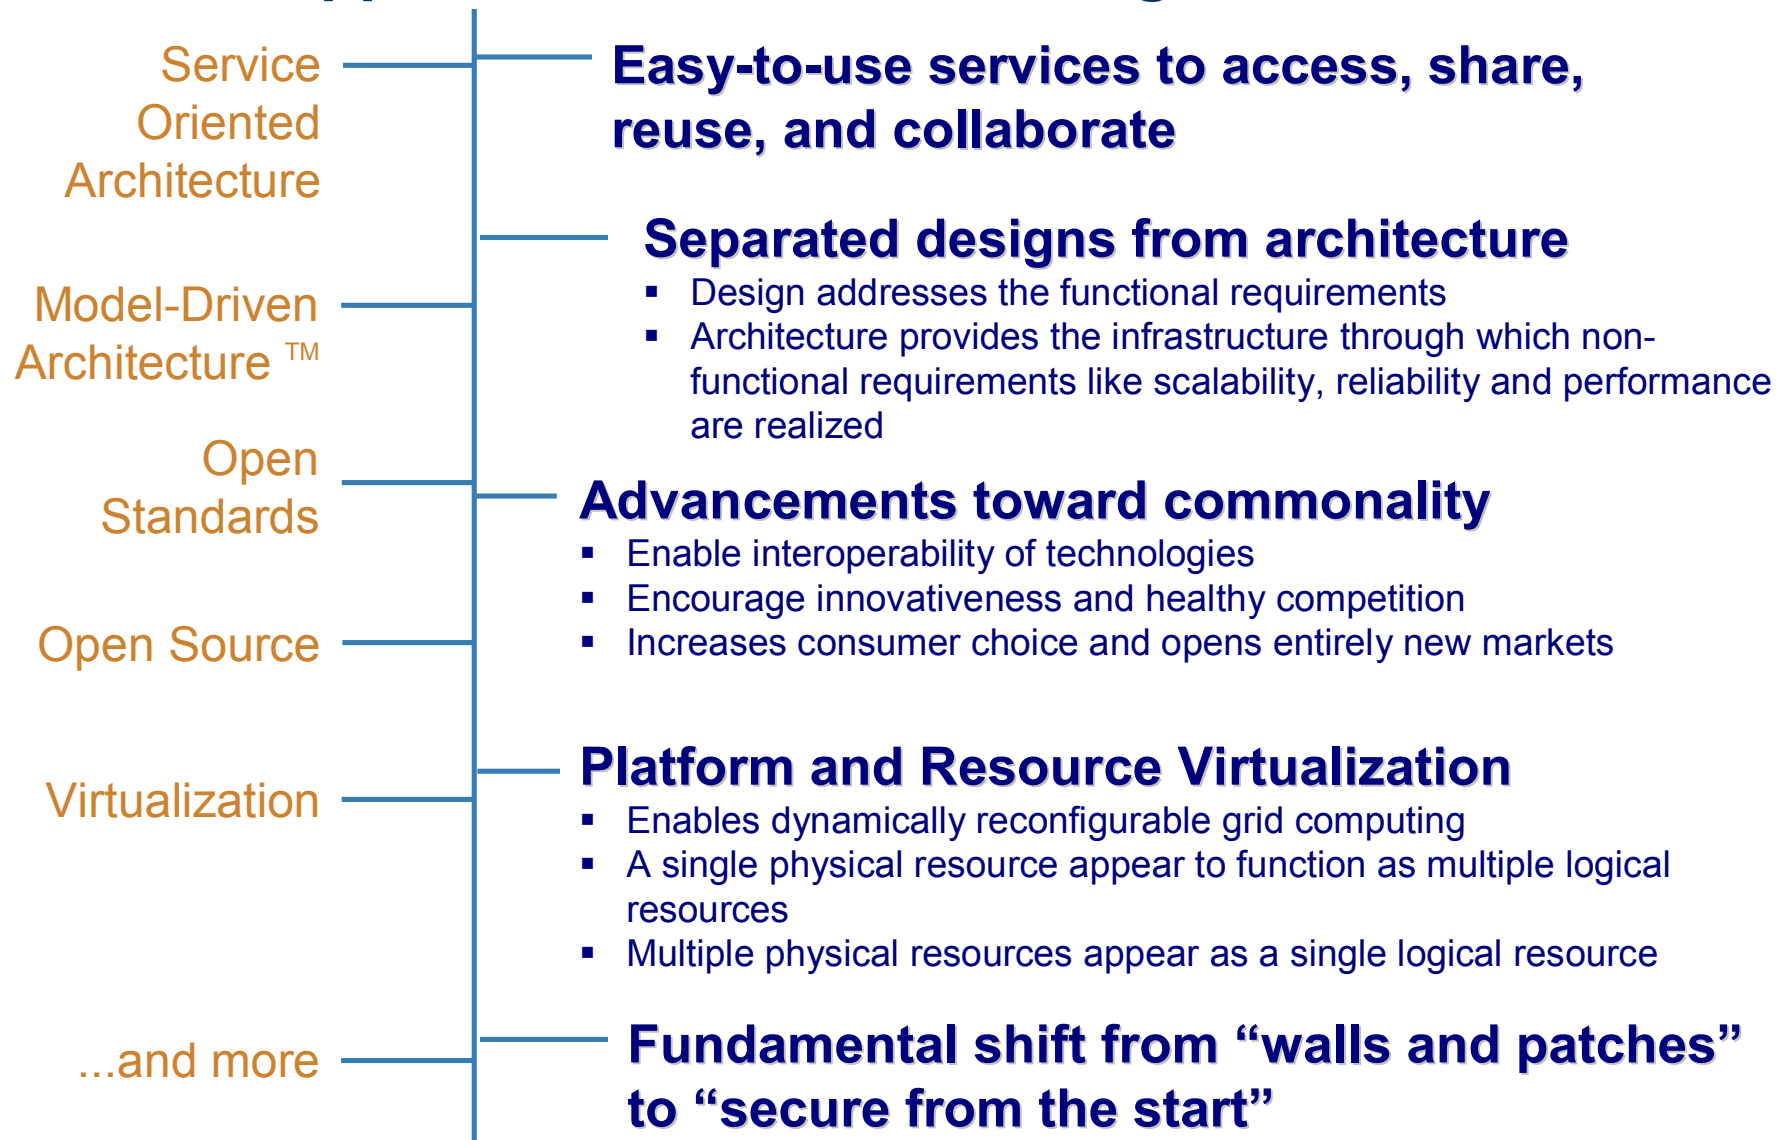 Service
Oriented
Architecture
Easy-to-use services to access, share,
reuse, and collaborate
Separated designs from architecture
▪ Design addresses the functional requirements
▪ Architecture provides the infrastructure through which non-
functional requirements like scalability, reliability and performance
are realized
Model-Driven
Architecture ™
Open
Standards
Advancements toward commonality
▪ Enable interoperability of technologies
▪ Encourage innovativeness and healthy competition
▪ Increases consumer choice and opens entirely new markets
Open Source
Virtualization
Platform and Resource Virtualization
▪ Enables dynamically reconfigurable grid computing
▪ A single physical resource appear to function as multiple logical
resources
▪ Multiple physical resources appear as a single logical resource
...and more
Fundamental shift from “walls and patches”
to “secure from the start”